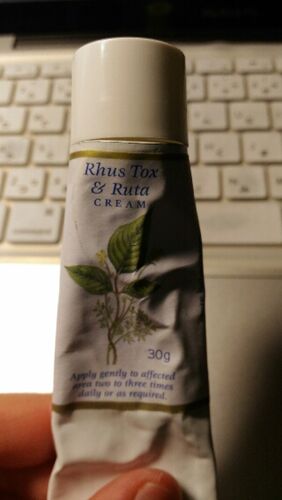 Rhus Tox
& Ruta
CREAM
30g
Apply gently to affected
area two to three times
daily or as required.